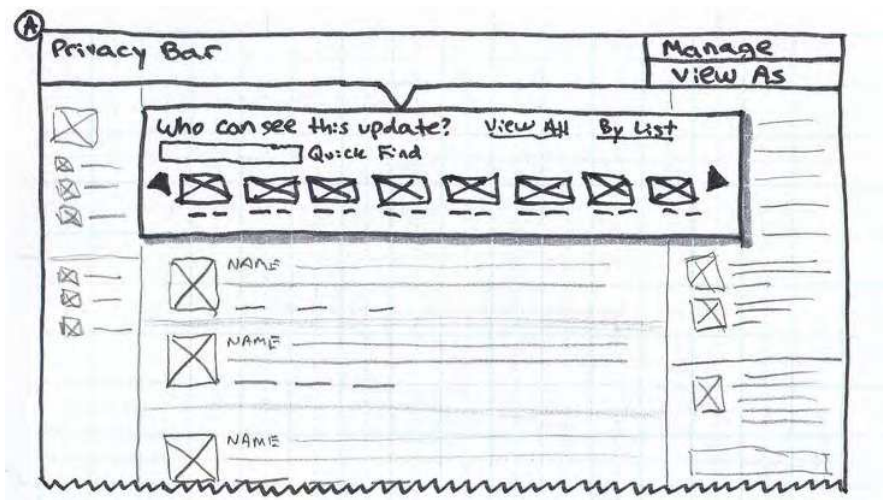 A
Privacy Bar
Manage
View As
Who can see this update? View All By List
Quick Find
NAME
NAME
NAME